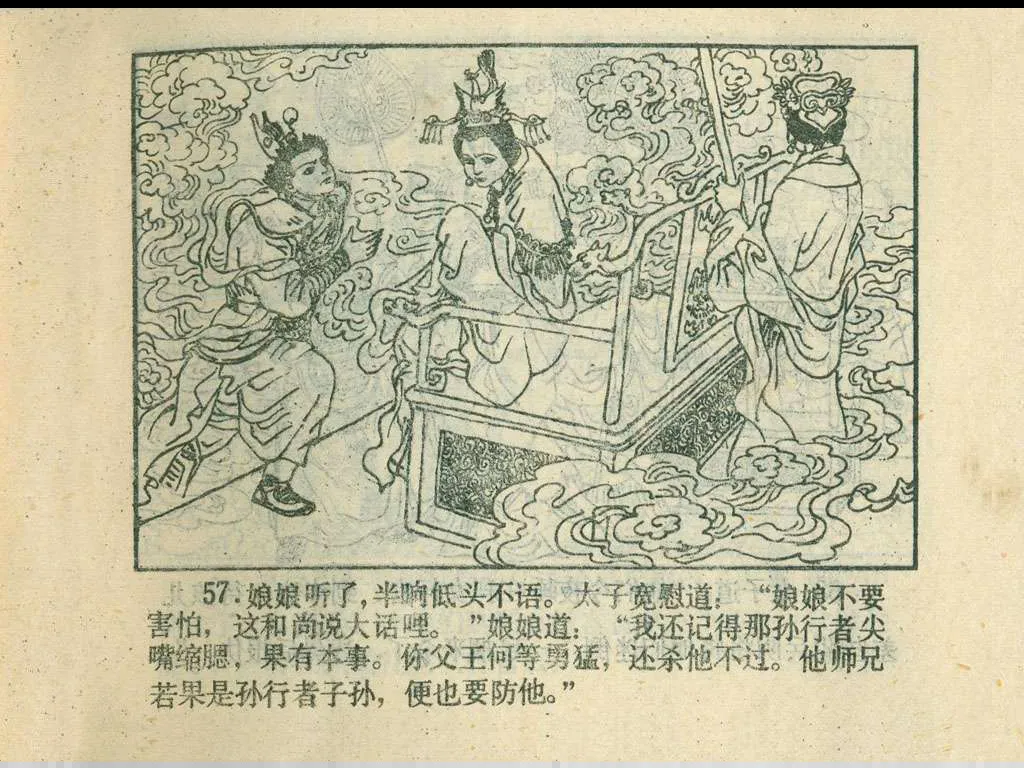 57. 娘娘听了，半晌低头不语。太子宽慰道：“娘娘不要
害怕，这和尚说大话哩。”娘娘道：“我还记得那孙行者尖
嘴缩腮，果有本事。你父王何等勇猛，还杀他不过。他师兄
若果是孙行者子孙，便也要防他。”